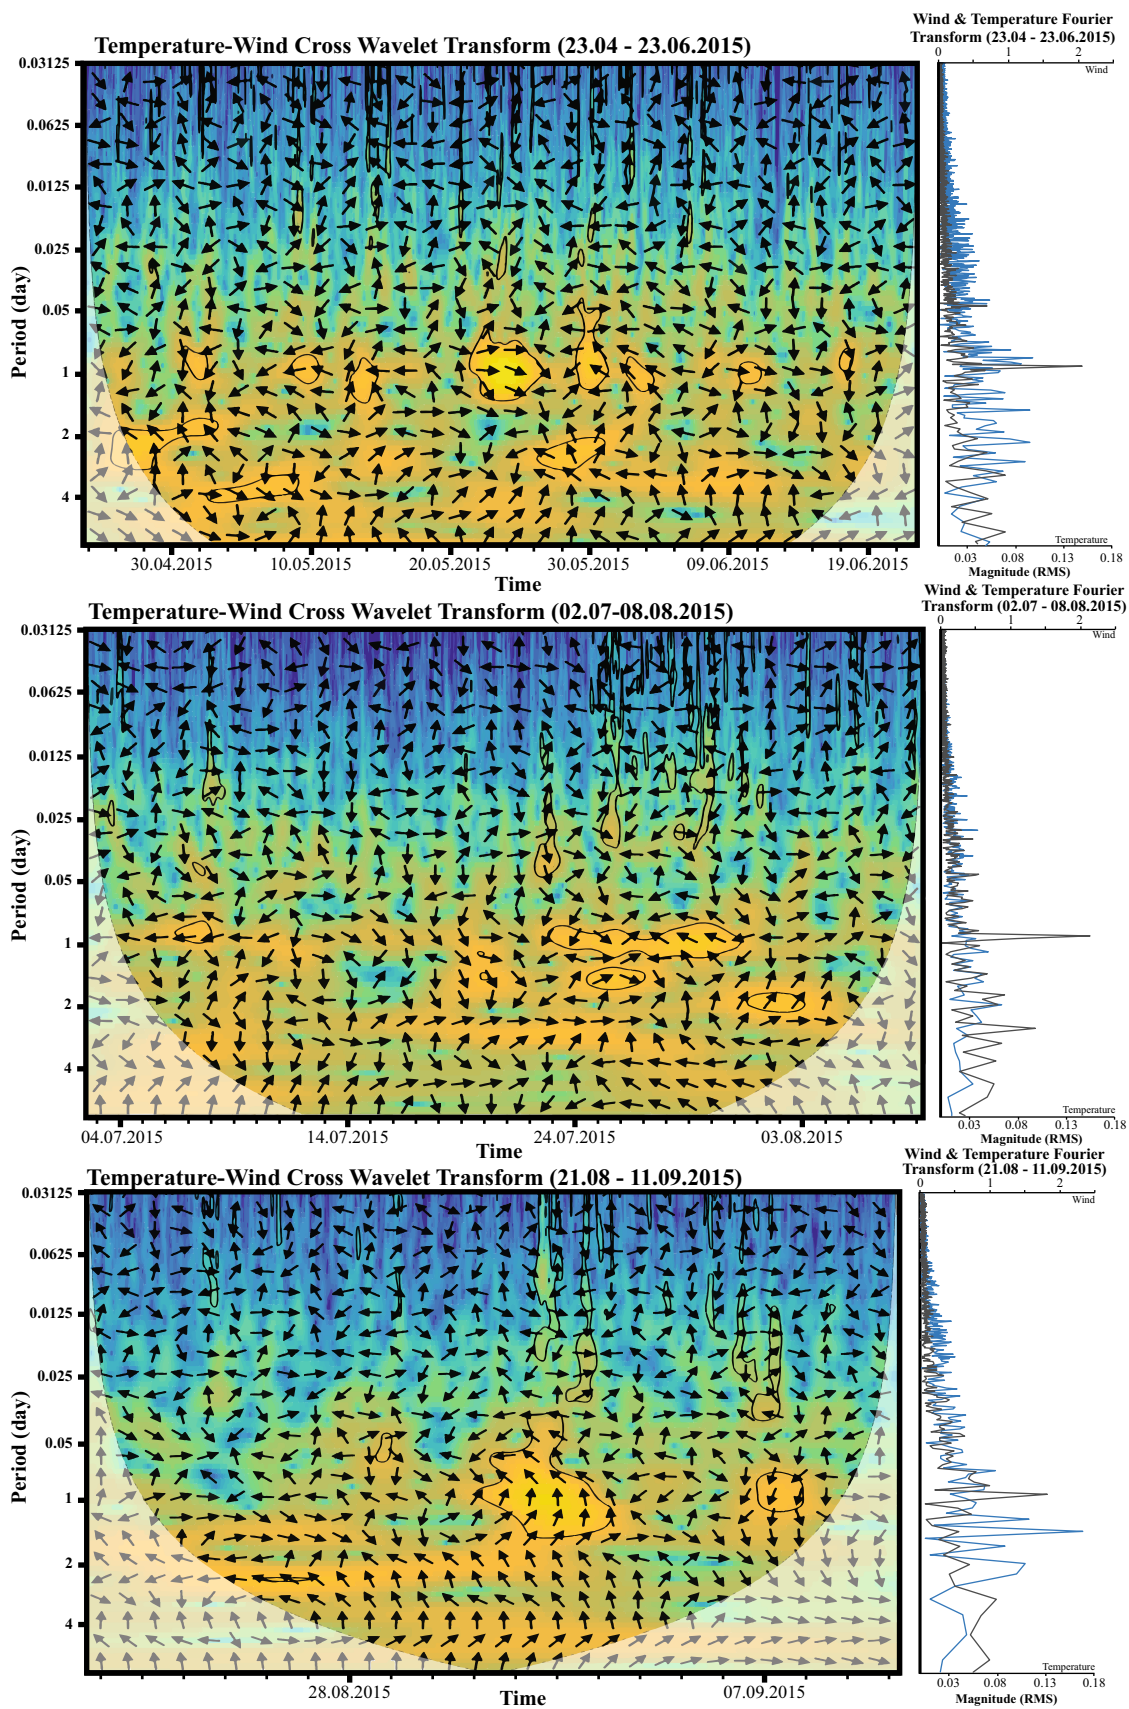 Temperature-Wind Cross Wavelet Transform (23.04 - 23.06.2015)
Wind & Temperature Fourier
Transform (23.04 - 23.06.2015)
0 1 2
Wind
0.03125
0.0625
0.0125
0.025
0.05
1
2
4
Period (day)
30.04.2015 10.05.2015 20.05.2015 30.05.2015 09.06.2015 19.06.2015
Time
Temperature
0.03 0.08 0.13 0.18
Magnitude (RMS)
Temperature-Wind Cross Wavelet Transform (02.07-08.08.2015)
Wind & Temperature Fourier
Transform (02.07 - 08.08.2015)
0 1 2
Wind
0.03125
0.0625
0.0125
0.025
0.05
1
2
4
Period (day)
04.07.2015 14.07.2015 24.07.2015 03.08.2015
Time
Temperature
0.03 0.08 0.13 0.18
Magnitude (RMS)
Temperature-Wind Cross Wavelet Transform (21.08 - 11.09.2015)
Wind & Temperature Fourier
Transform (21.08 - 11.09.2015)
0 1 2
Wind
0.03125
0.0625
0.0125
0.025
0.05
1
2
4
Period (day)
28.08.2015 07.09.2015
Time
Temperature
0.03 0.08 0.13 0.18
Magnitude (RMS)